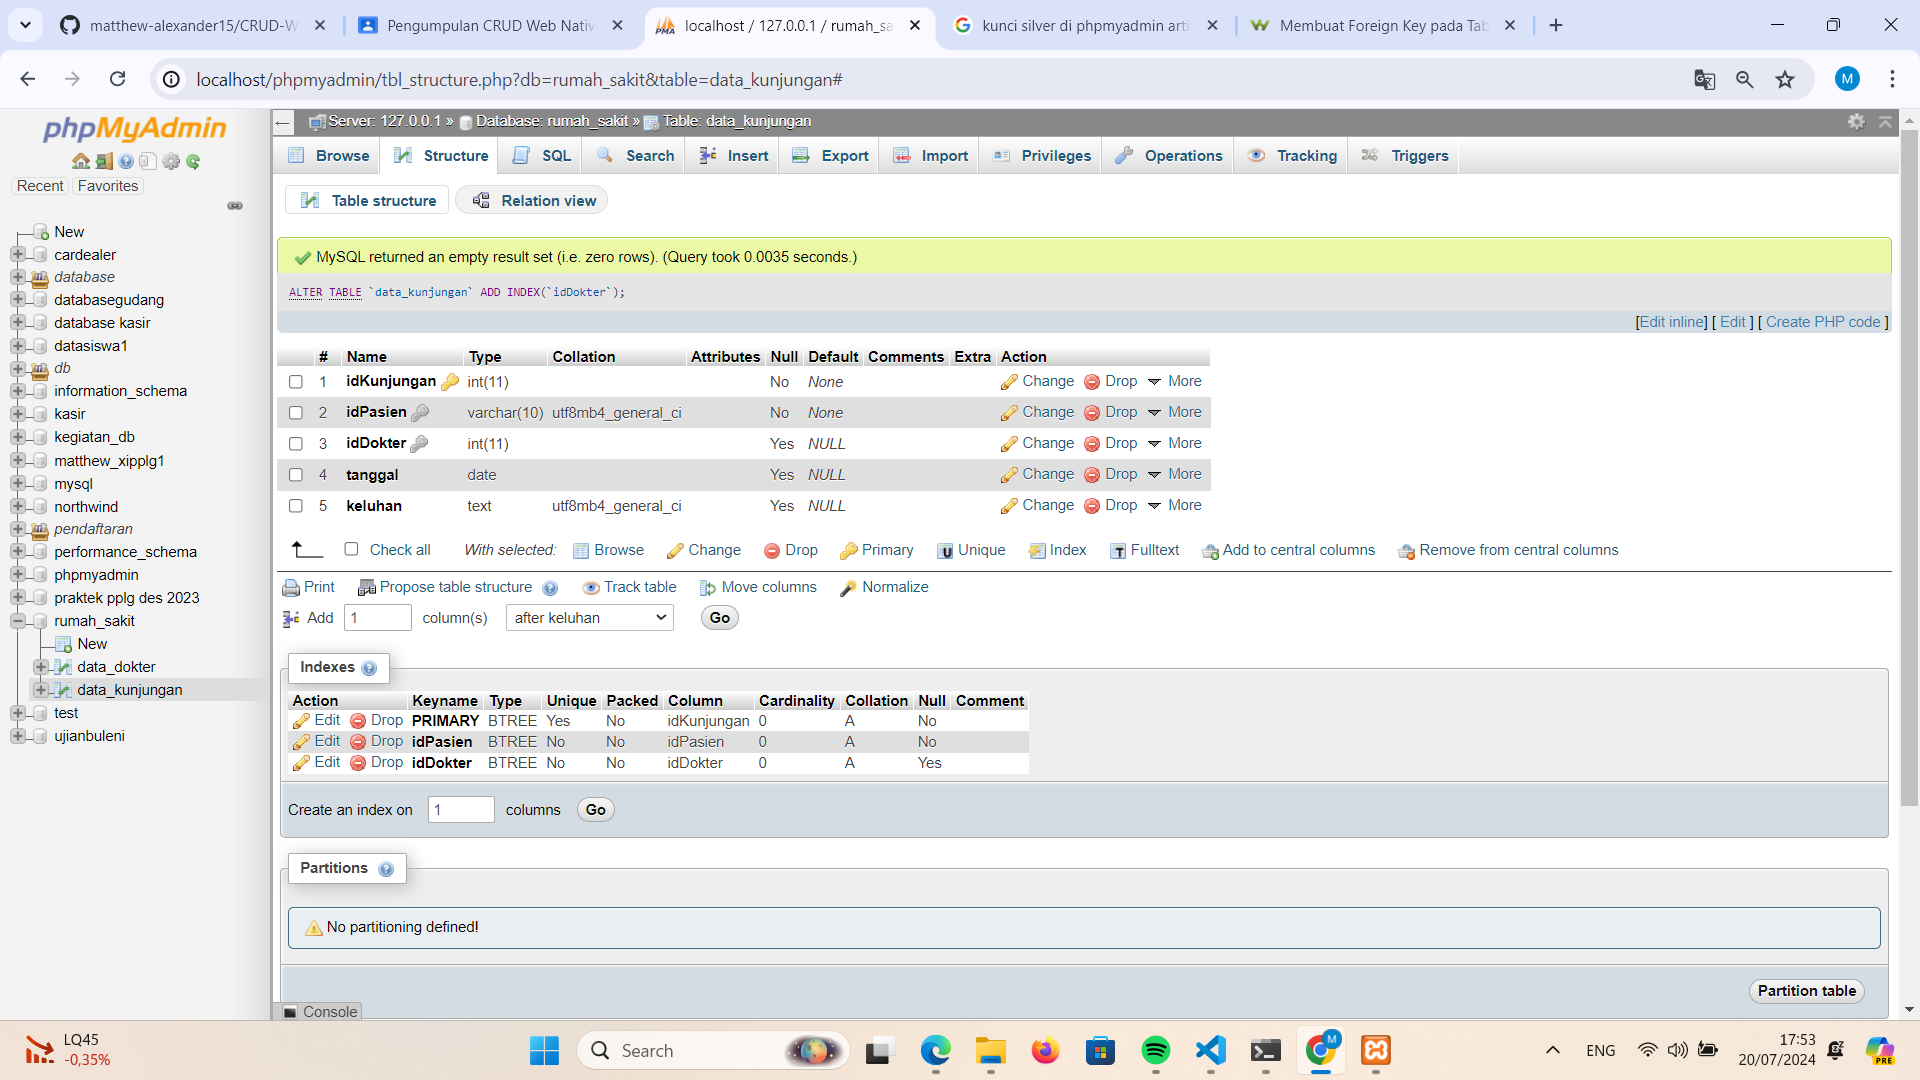 matthew-alexander15/CRUD-W
Pengumpulan CRUD Web Nativ
localhost / 127.0.0.1 / rumah_sa
kunci silver di phpmyadmin arti
Membuat Foreign Key pada Tab
localhost/phpmyadmin/tbl_structure.php?db=rumah_sakit&table=data_kunjungan#
M
phpMyAdmin
Recent Favorites
New
cardealer
database
databasegudang
database kasir
datasiswa1
db
information_schema
kasir
kegiatan_db
matthew_xipplg1
mysql
northwind
pendaftaran
performance_schema
phpmyadmin
praktek pplg des 2023
rumah_sakit
New
data_dokter
data_kunjungan
test
ujianbuleni
Server: 127.0.0.1 » Database: rumah_sakit » Table: data_kunjungan
Browse Structure SQL Search Insert Export Import Privileges Operations Tracking Triggers
Table structure Relation view
MySQL returned an empty result set (i.e. zero rows). (Query took 0.0035 seconds.)
ALTER TABLE `data_kunjungan` ADD INDEX(`idDokter`);
[Edit inline] [ Edit ] [ Create PHP code ]
# Name Type Collation Attributes Null Default Comments Extra Action
1 idKunjungan int(11) No None Change Drop More
2 idPasien varchar(10) utf8mb4_general_ci No None Change Drop More
3 idDokter int(11) Yes NULL Change Drop More
4 tanggal date Yes NULL Change Drop More
5 keluhan text utf8mb4_general_ci Yes NULL Change Drop More
Check all With selected: Browse Change Drop Primary Unique Index Fulltext Add to central columns Remove from central columns
Print Propose table structure Track table Move columns Normalize
Add 1 column(s) after keluhan Go
Indexes
Action Keyname Type Unique Packed Column Cardinality Collation Null Comment
Edit Drop PRIMARY BTREE Yes No idKunjungan 0 A No
Edit Drop idPasien BTREE No No idPasien 0 A No
Edit Drop idDokter BTREE No No idDokter 0 A Yes
Create an index on 1 columns Go
Partitions
No partitioning defined!
Partition table
Console
LQ45
-0,35%
Search
M
ENG
17:53
20/07/2024
PRE